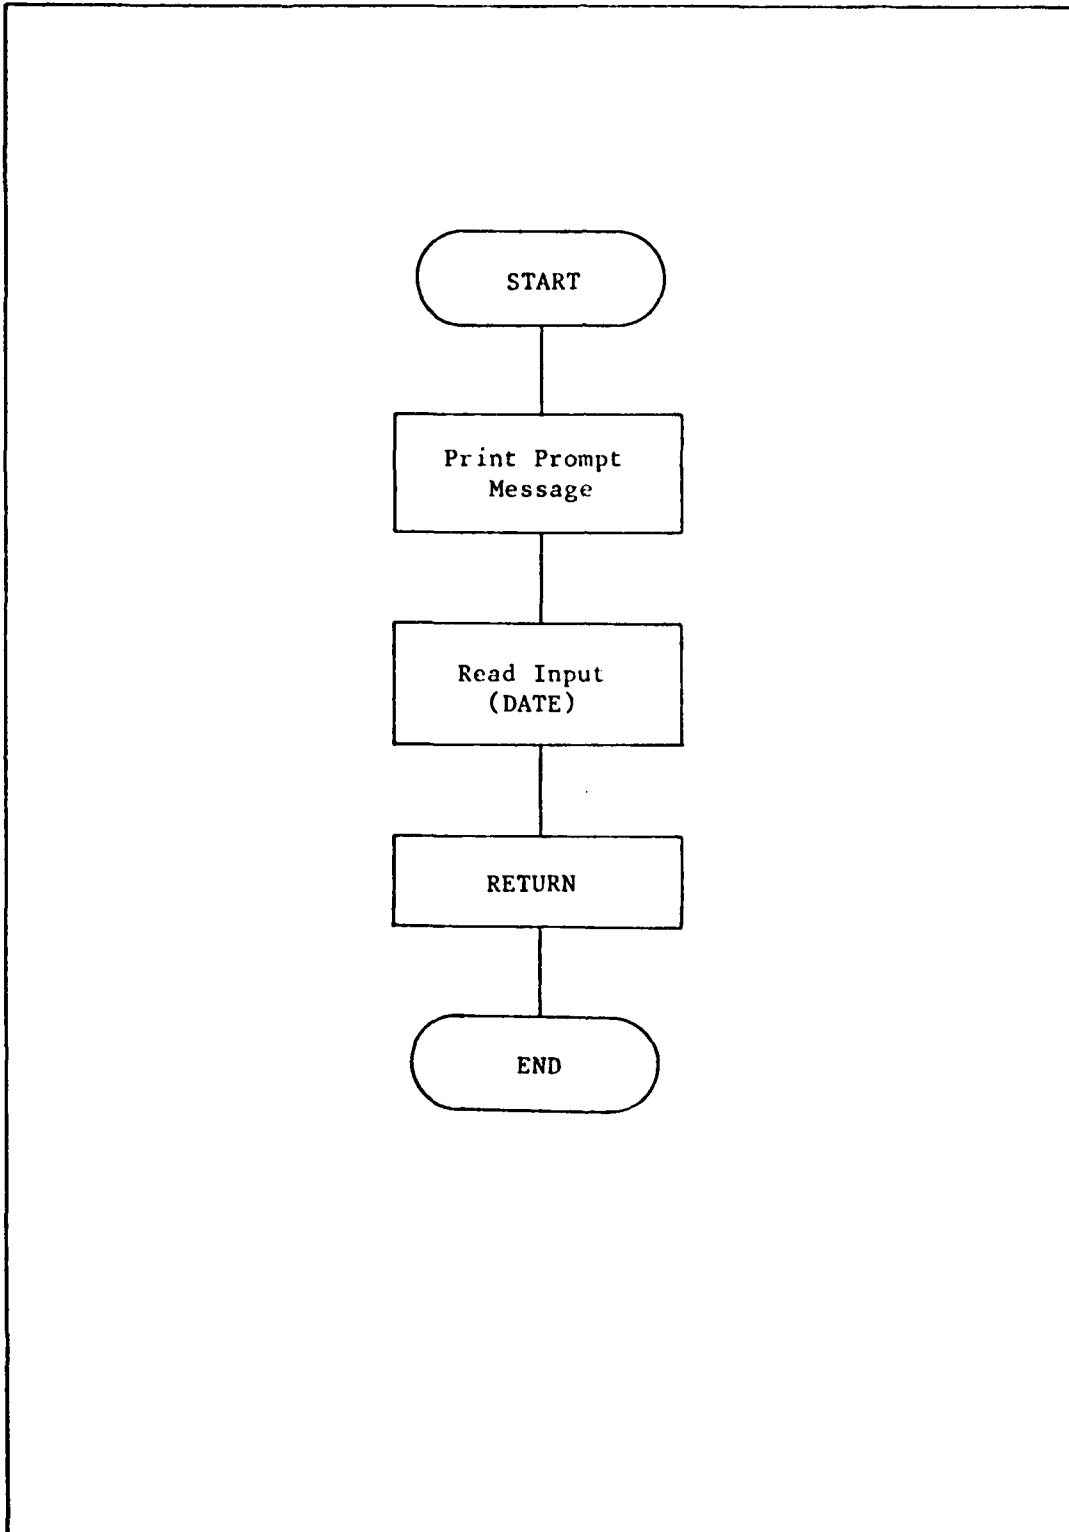 START
Print Prompt
Message
Read Input
(DATE)
RETURN
END